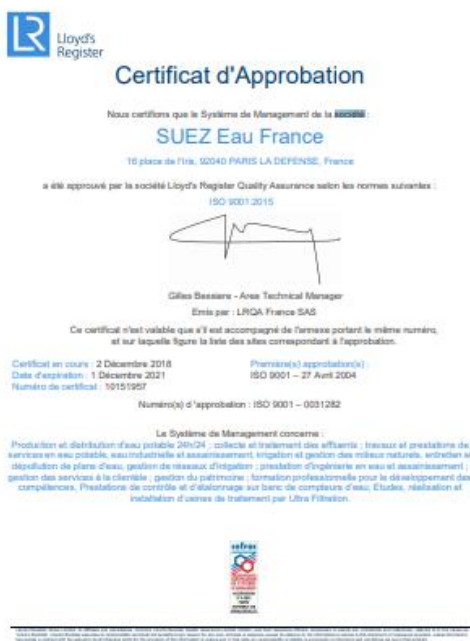 LR
Lloyd's
Register
Certificat d'Approbation
Nous certifions que le Système de Management de la société :
SUEZ Eau France
16 place de l'Iris, 92040 PARIS LA DEFENSE, France
a été approuvé par la société Lloyd's Register Quality Assurance selon les normes suivantes :
ISO 9001:2015
Gilles Bessiere - Area Technical Manager
Emis par : LRQA France SAS
Ce certificat n'est valable que s'il est accompagné de l'annexe portant le même numéro,
et sur laquelle figure la liste des sites correspondant à l'approbation.
Certificat en cours : 2 Décembre 2018
Date d'expiration : 1 Décembre 2021
Numéro de certificat : 10151957
Première(s) approbation(s) :
ISO 9001 – 27 Avril 2004
Numéro(s) d'approbation : ISO 9001 – 0031282
Le Système de Management concerne :
Production et distribution d'eau potable 24h/24 ; collecte et traitement des effluents ; travaux et prestations de
services en eau potable, eau industrielle et assainissement, irrigation et gestion des milieux naturels, entretien et
dépollution de plans d'eau, gestion de réseaux d'irrigation ; prestation d'ingénierie en eau et assainissement ;
gestion des services à la clientèle ; gestion du patrimoine ; formation professionnelle pour le développement des
compétences, Prestations de contrôle et d'étalonnage sur banc de compteurs d'eau, Etudes, réalisation et
installation d'usines de traitement par Ultra Filtration.
cofrac